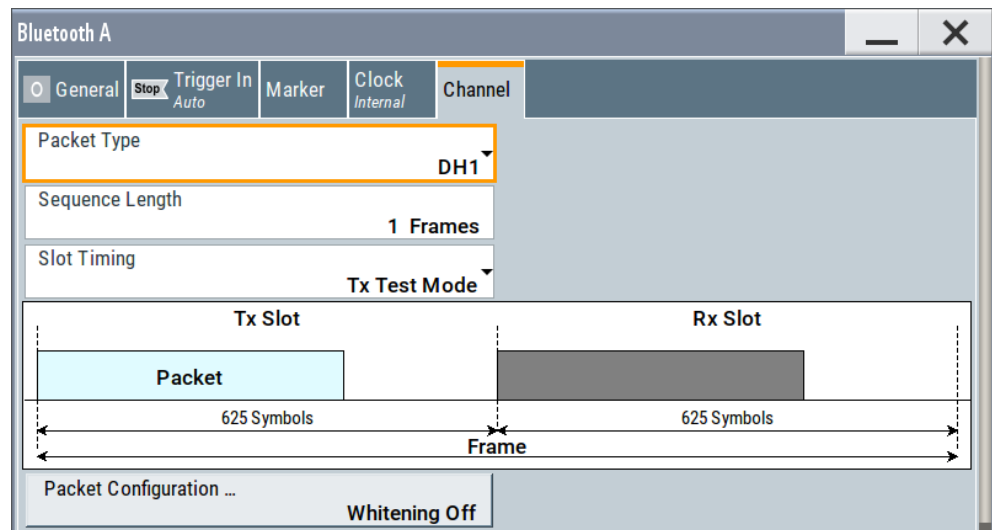 Bluetooth A
O General Stop Trigger In Auto Marker Clock Internal Channel
Packet Type
DH1
Sequence Length
1 Frames
Slot Timing
Tx Test Mode
Tx Slot Rx Slot
Packet
625 Symbols 625 Symbols
Frame
Packet Configuration ...
Whitening Off